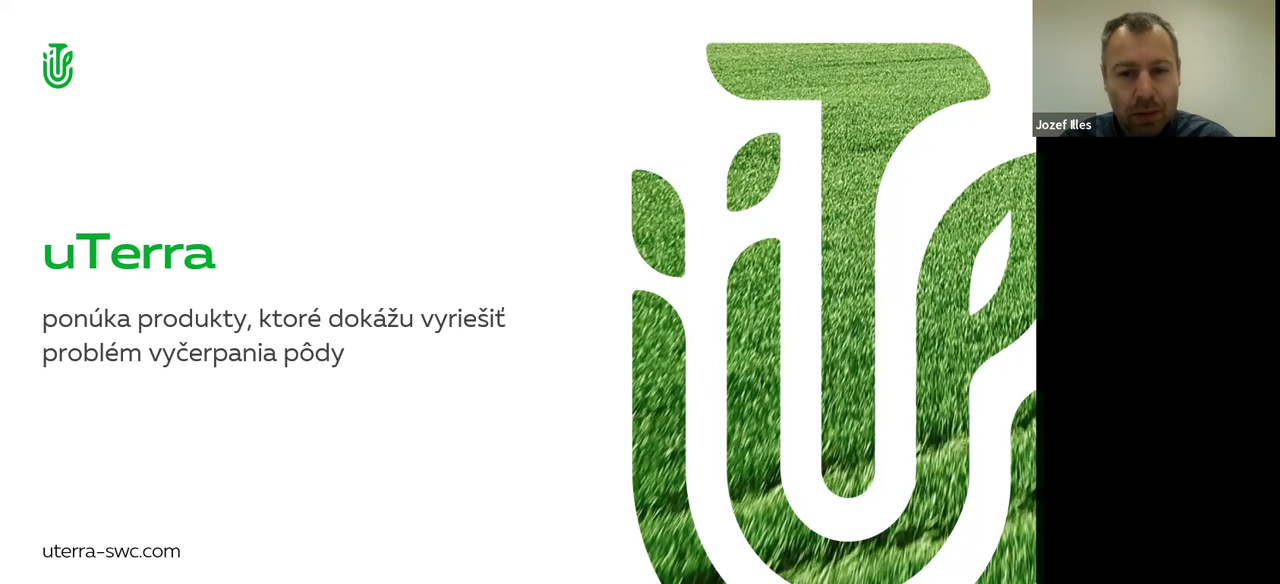 Jozef Illes
uTerra
ponúka produkty, ktoré dokážu vyriešiť
problém vyčerpania pôdy
uterra-swc.com